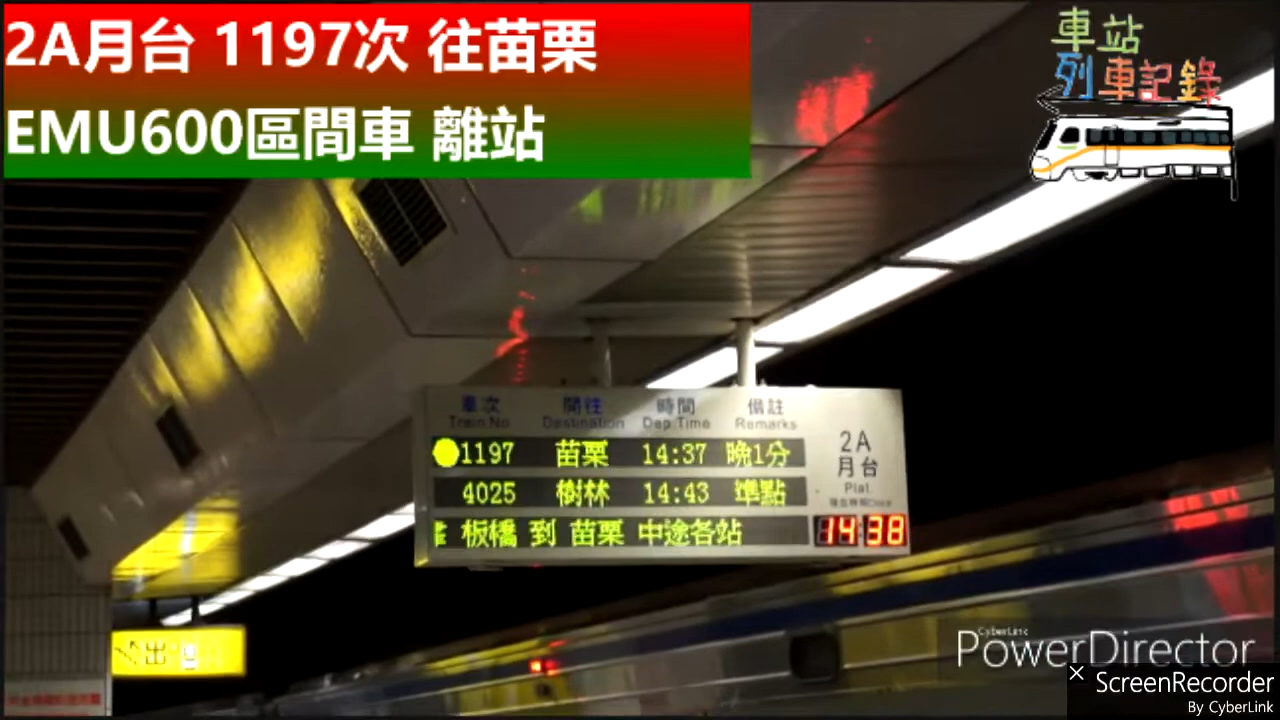 2A月台 1197次 往苗栗
EMU600區間車 離站
車站
列車記錄
車次 開往 時間 備註
Train No Destination Dep.Time Remarks
1197 苗栗 14:37 晚1分
4025 樹林 14:43 準點
板橋 到 苗栗 中途各站
2A
月台
Plat.
14:38
出口
CyberLink
PowerDirector
ScreenRecorder
By CyberLink